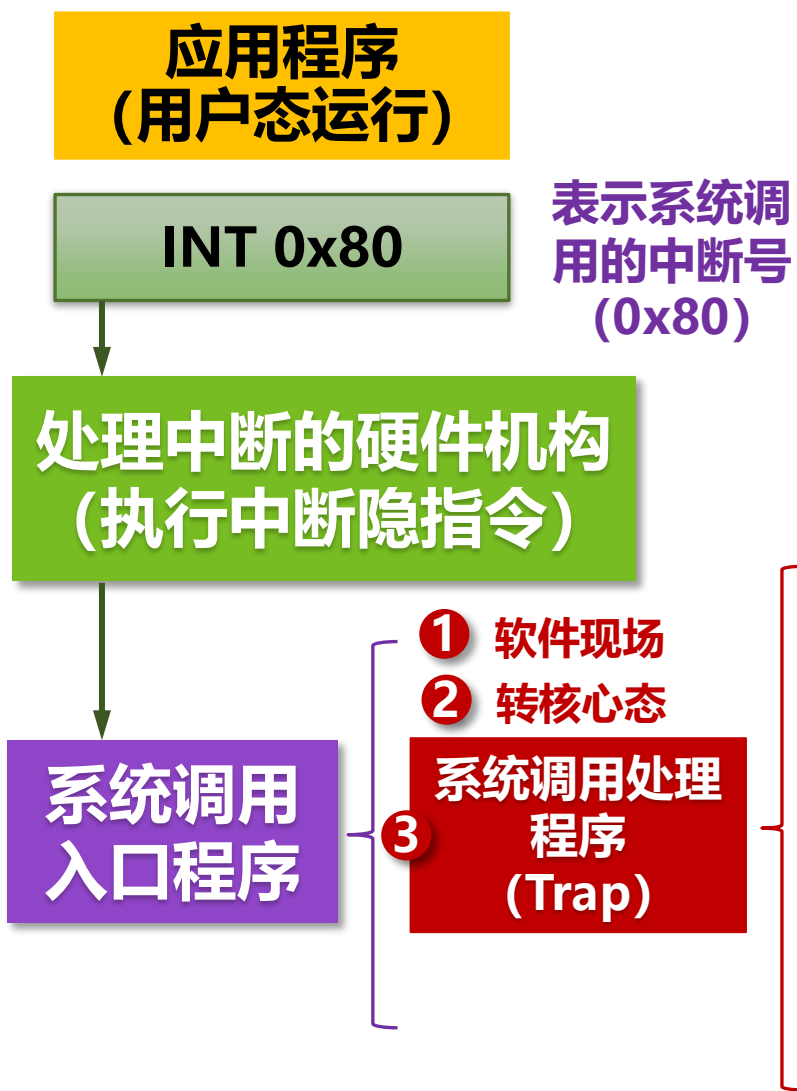 应用程序
（用户态运行）
INT 0x80
表示系统调
用的中断号
（0x80）
处理中断的硬件机构
（执行中断隐指令）
1 软件现场
2 转核心态
系统调用
入口程序
3
系统调用处理
程序
（Trap）